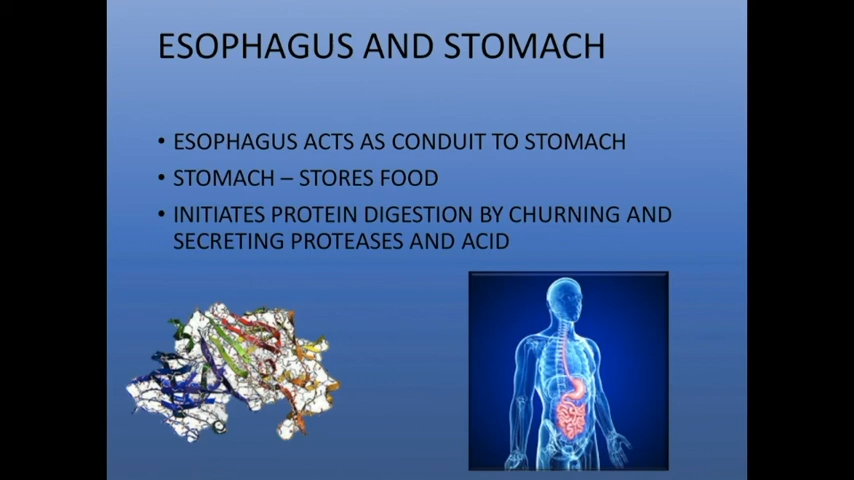 ESOPHAGUS AND STOMACH
• ESOPHAGUS ACTS AS CONDUIT TO STOMACH
• STOMACH – STORES FOOD
• INITIATES PROTEIN DIGESTION BY CHURNING AND
SECRETING PROTEASES AND ACID